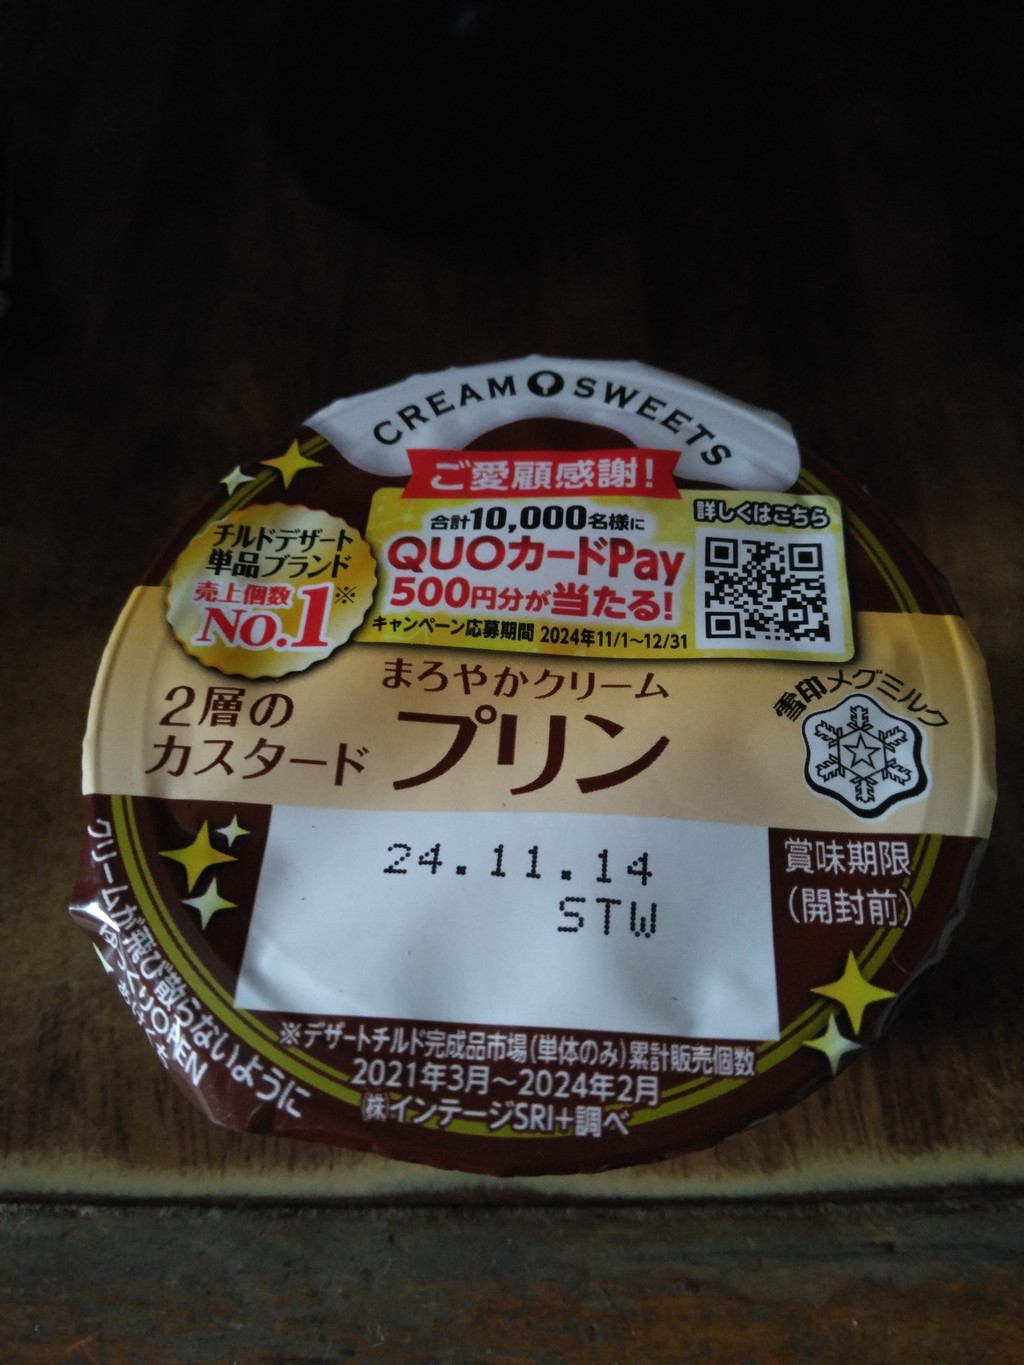 CREAM SWEETS
ご愛顧感謝!
合計10,000名様に
QUOカードPay
500円分が当たる!
キャンペーン応募期間 2024年11/1~12/31
詳しくはこちら
チルドデザート
単品ブランド
売上個数
No.1※
まろやかクリーム
プリン
2層の
カスタード
雪印メグミルク
24.11.14
STW
賞味期限
(開封前)
クリームが飛び散らないように
ゆっくりOPEN
※デザートチルド完成品市場(単体のみ)累計販売個数
2021年3月~2024年2月
㈱インテージSRI+調べ